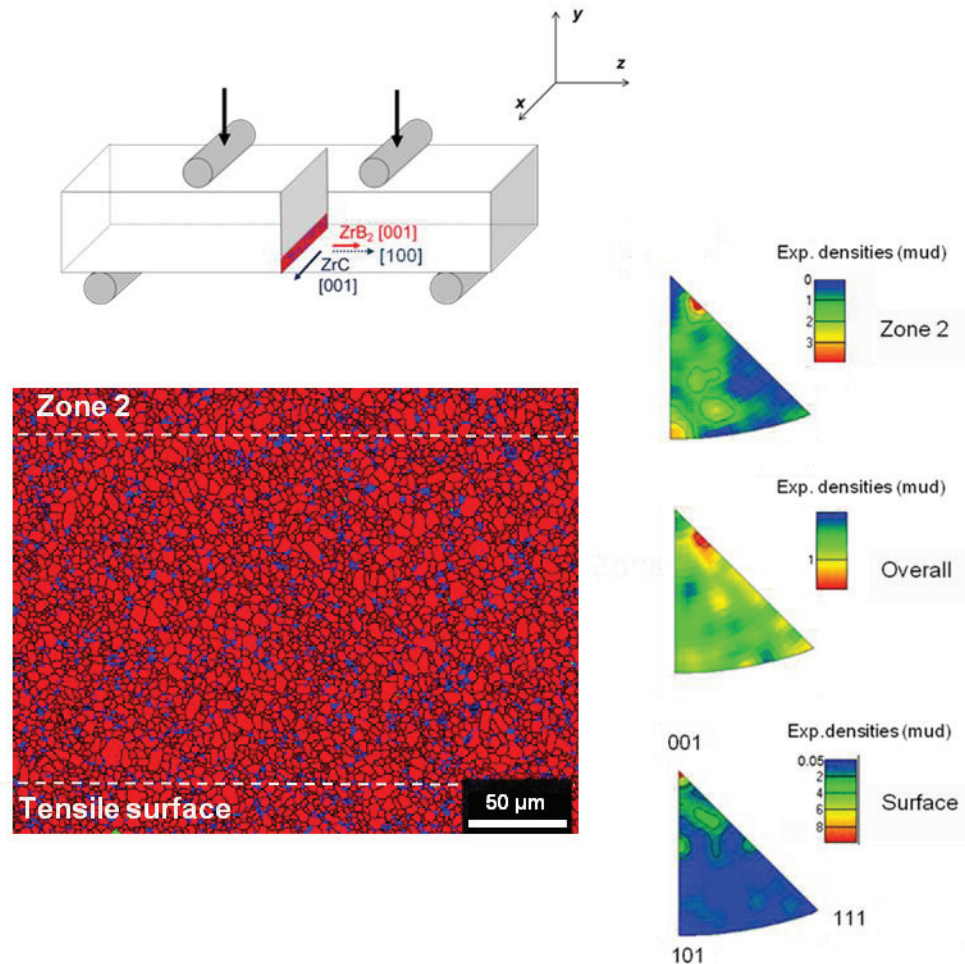 y
z
x
ZrB2 [001]
[100]
ZrC
[001]
Exp. densities (mud)
0
1
2
3
Zone 2
Zone 2
Tensile surface
50 µm
Exp. densities (mud)
1
Overall
001
Exp.densities (mud)
0.05
2
4
6
8
Surface
111
101